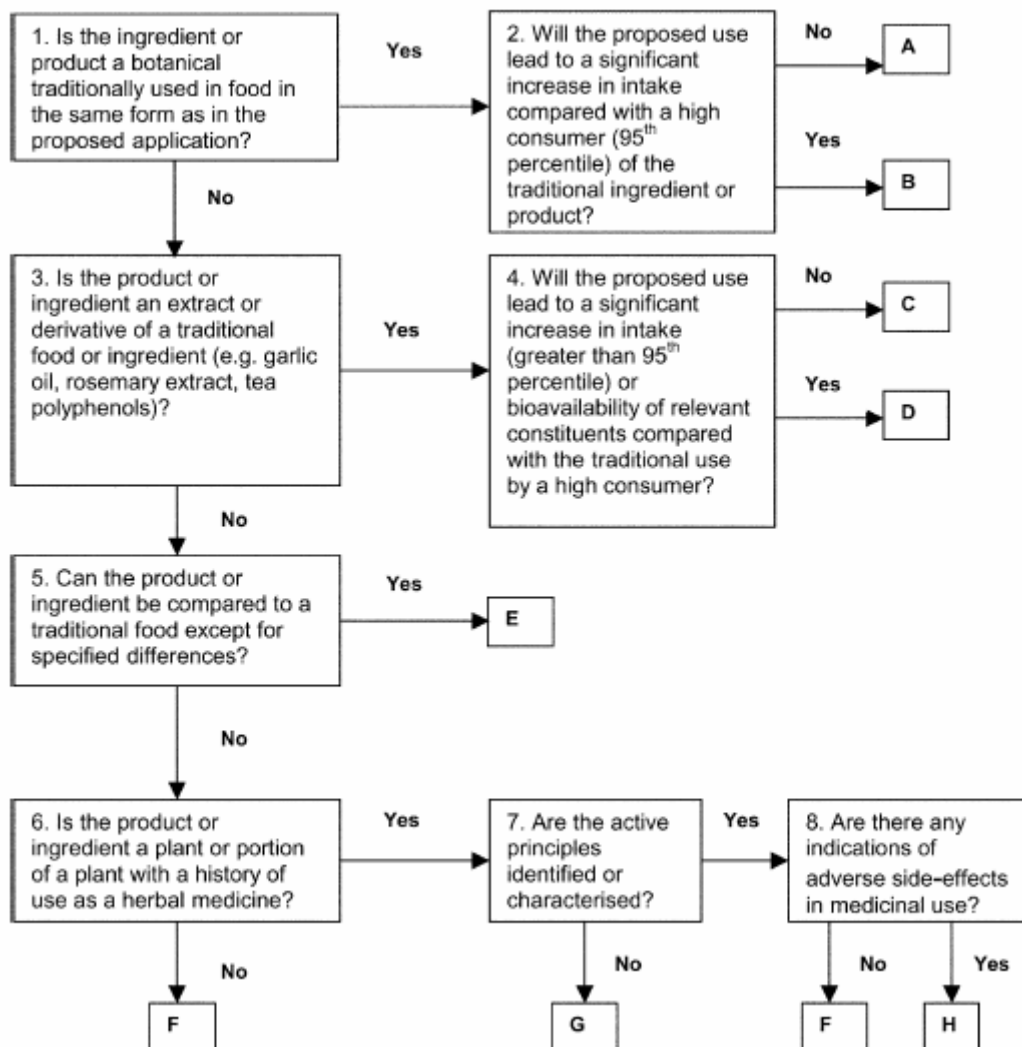 1. Is the ingredient or
product a botanical
traditionally used in food in
the same form as in the
proposed application?
Yes
2. Will the proposed use
lead to a significant
increase in intake
compared with a high
consumer (95th
percentile) of the
traditional ingredient or
product?
No
A
Yes
B
No
3. Is the product or
ingredient an extract or
derivative of a traditional
food or ingredient (e.g. garlic
oil, rosemary extract, tea
polyphenols)?
Yes
4. Will the proposed use
lead to a significant
increase in intake
(greater than 95th
percentile) or
bioavailability of relevant
constituents compared
with the traditional use
by a high consumer?
No
C
Yes
D
No
5. Can the product or
ingredient be compared to a
traditional food except for
specified differences?
Yes
E
No
6. Is the product or
ingredient a plant or portion
of a plant with a history of
use as a herbal medicine?
Yes
7. Are the active
principles
identified or
characterised?
Yes
8. Are there any
indications of
adverse side-effects
in medicinal use?
No
F
No
G
No
F
Yes
H